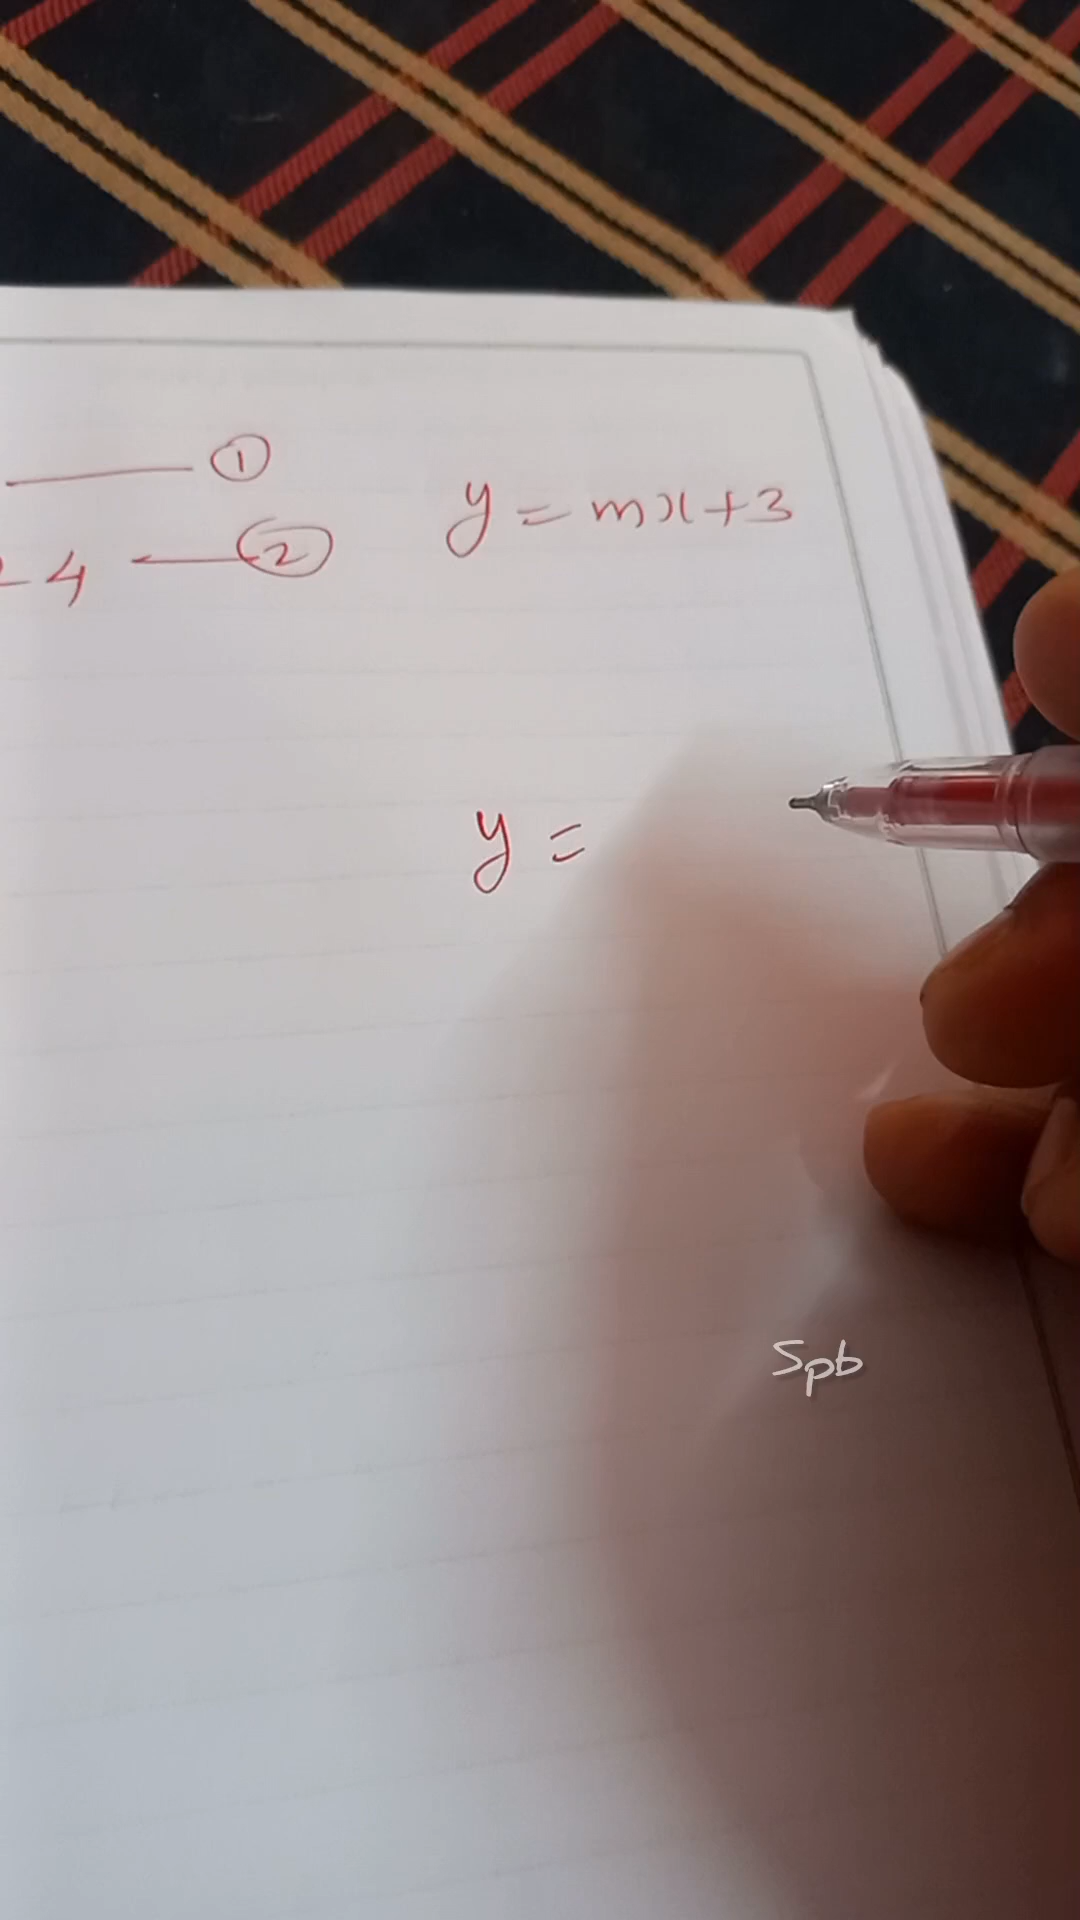 ——— ①
- 4 —— ②
y = mx+3
y =
Spb